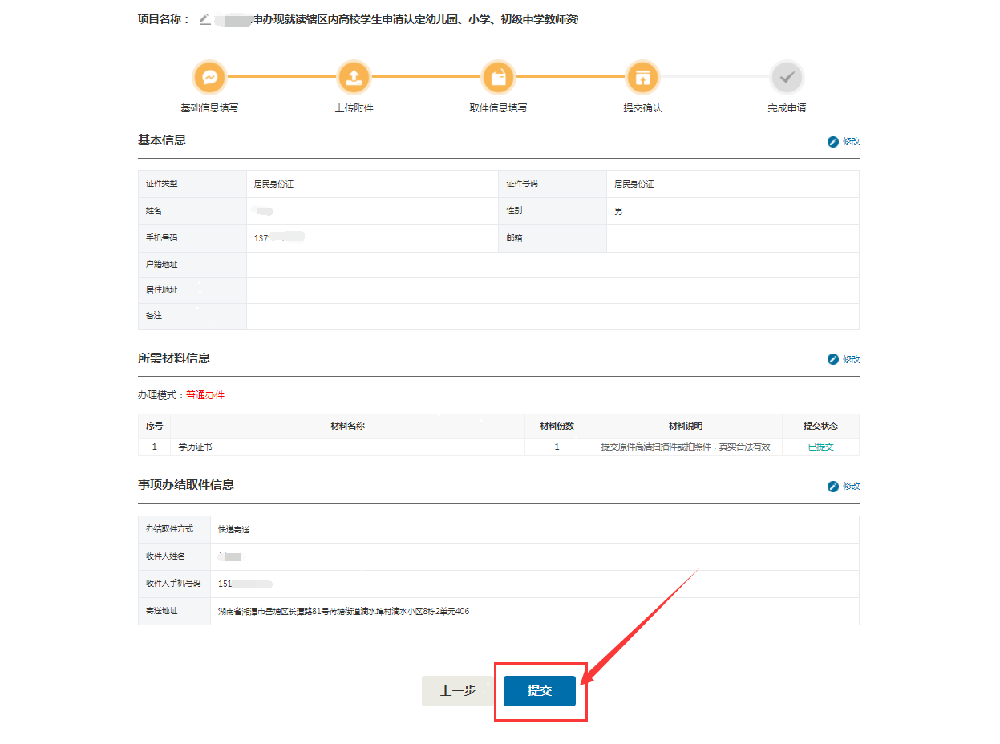 项目名称： 申办现就读辖区内高校学生申请认定幼儿园、小学、初级中学教师资
基础信息填写 上传附件 取件信息填写 提交确认 完成申请
基本信息 修改
证件类型 居民身份证 证件号码 居民身份证
姓名 性别 男
手机号码 137 邮箱
户籍地址
居住地址
备注
所需材料信息 修改
办理模式：普通办件
序号 材料名称 材料份数 材料说明 提交状态
1 学历证书 1 提交原件高清扫描件或拍照件，真实合法有效 已提交
事项办结取件信息 修改
办结取件方式 快递寄送
收件人姓名
收件人手机号码 151
寄送地址 湖南省湘潭市岳塘区长潭路81号荷塘街道滴水埠村滴水小区8栋2单元406
上一步 提交